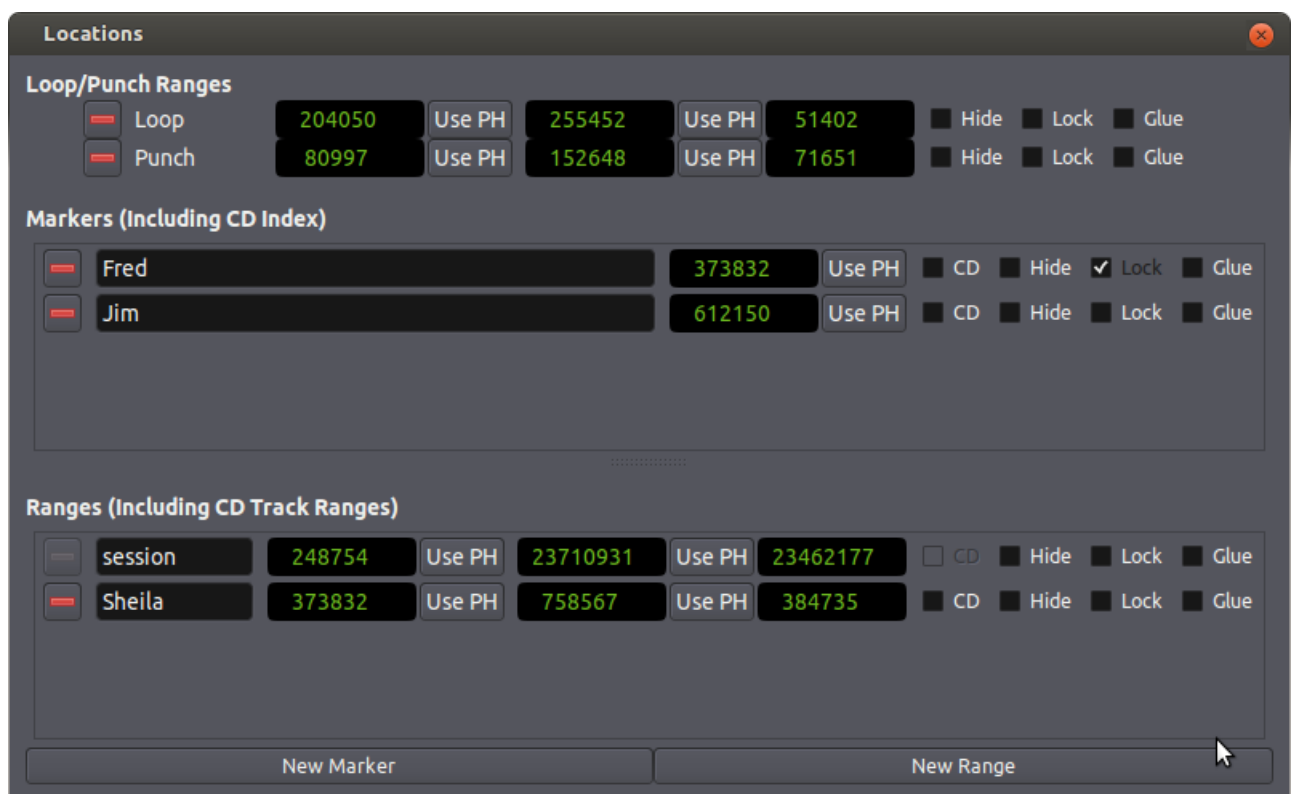 Locations
Loop/Punch Ranges
Loop 204050 Use PH 255452 Use PH 51402 Hide Lock Glue
Punch 80997 Use PH 152648 Use PH 71651 Hide Lock Glue
Markers (Including CD Index)
Fred 373832 Use PH CD Hide Lock Glue
Jim 612150 Use PH CD Hide Lock Glue
Ranges (Including CD Track Ranges)
session 248754 Use PH 23710931 Use PH 23462177 CD Hide Lock Glue
Sheila 373832 Use PH 758567 Use PH 384735 CD Hide Lock Glue
New Marker New Range